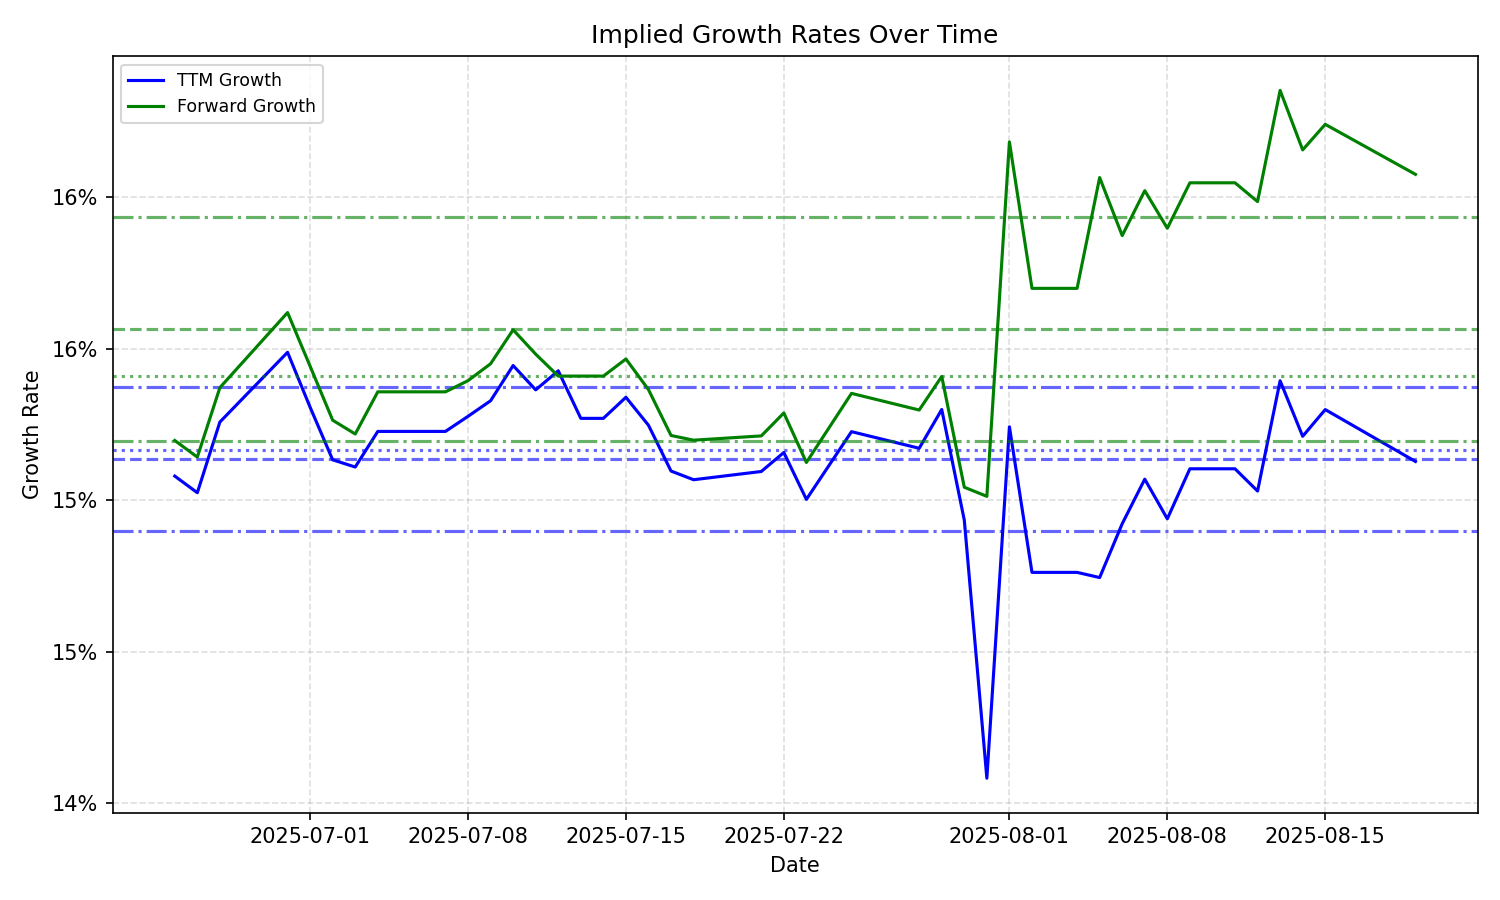 Implied Growth Rates Over Time
TTM Growth
Forward Growth
Growth Rate
16%
16%
15%
15%
14%
2025-07-01
2025-07-08
2025-07-15
2025-07-22
2025-08-01
2025-08-08
2025-08-15
Date